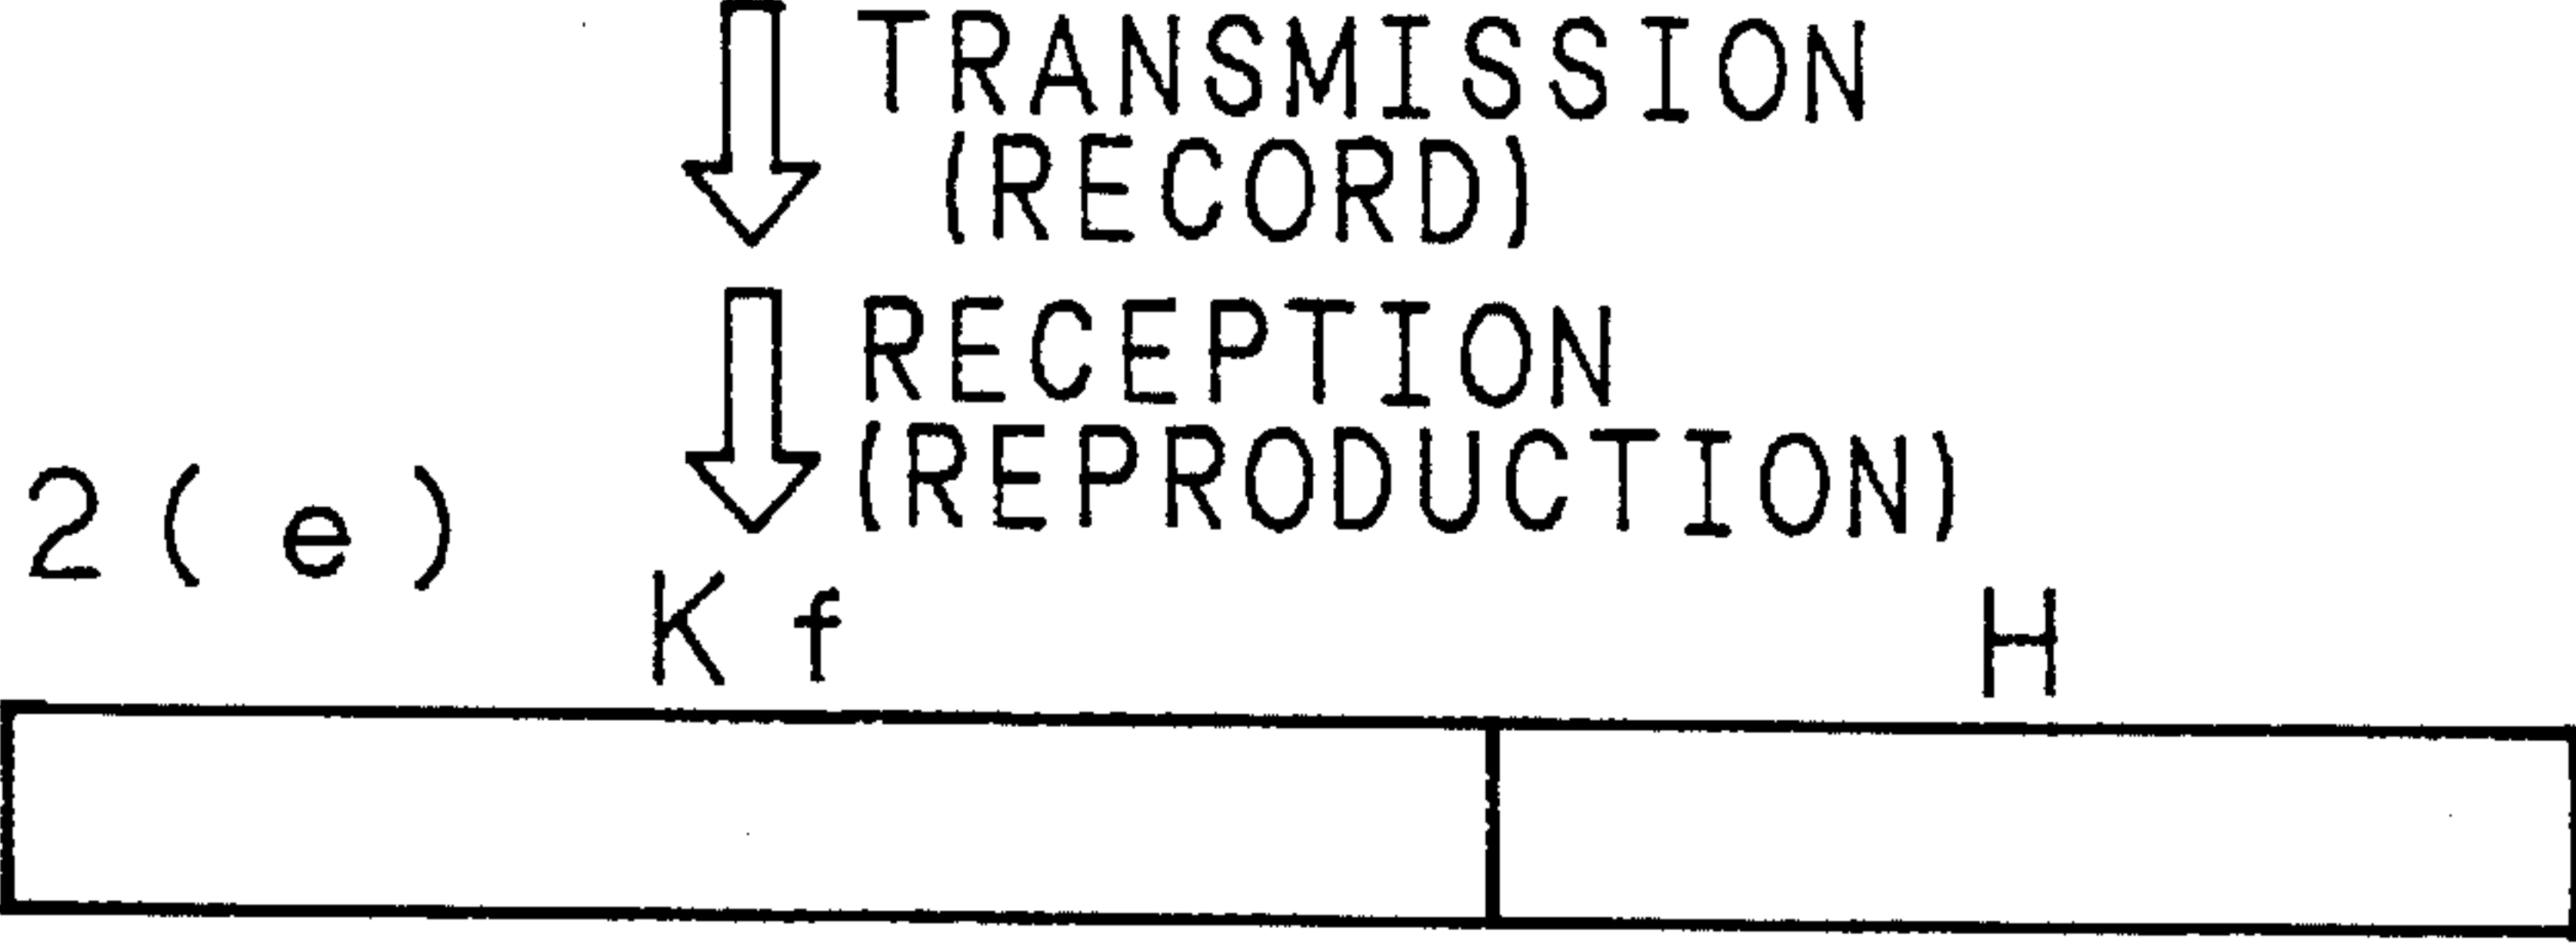 TRANSMISSION
(RECORD)
RECEPTION
(REPRODUCTION)
2(e)
Kf
H